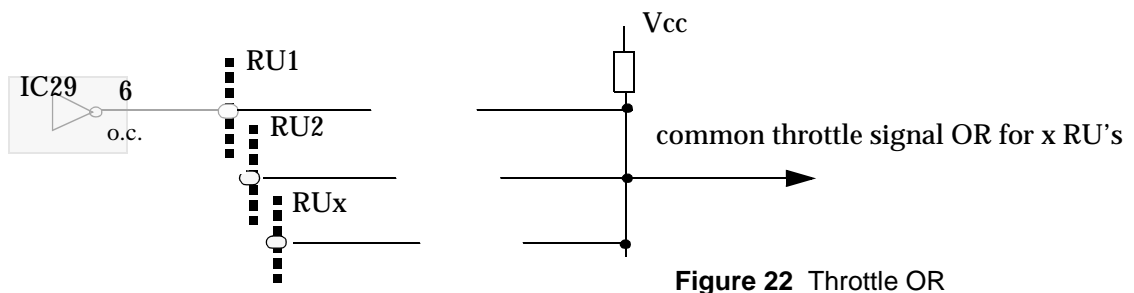 Vcc
RU1
IC29
6
o.c.
RU2
common throttle signal OR for x RU's
RUx
Figure 22 Throttle OR